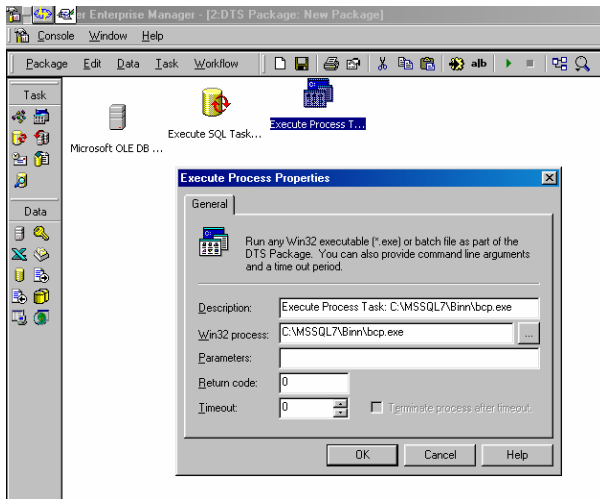 er Enterprise Manager - [2:DTS Package: New Package]
Console Window Help
Package Edit Data Task Workflow
Task
Data
Microsoft OLE DB ...
Execute SQL Task...
Execute Process T...
Execute Process Properties
General
Run any Win32 executable (*.exe) or batch file as part of the
DTS Package. You can also provide command line arguments
and a time out period.
Description: Execute Process Task: C:\MSSQL7\Binn\bcp.exe
Win32 process: C:\MSSQL7\Binn\bcp.exe ...
Parameters:
Return code: 0
Timeout: 0 Terminate process after timeout.
OK Cancel Help